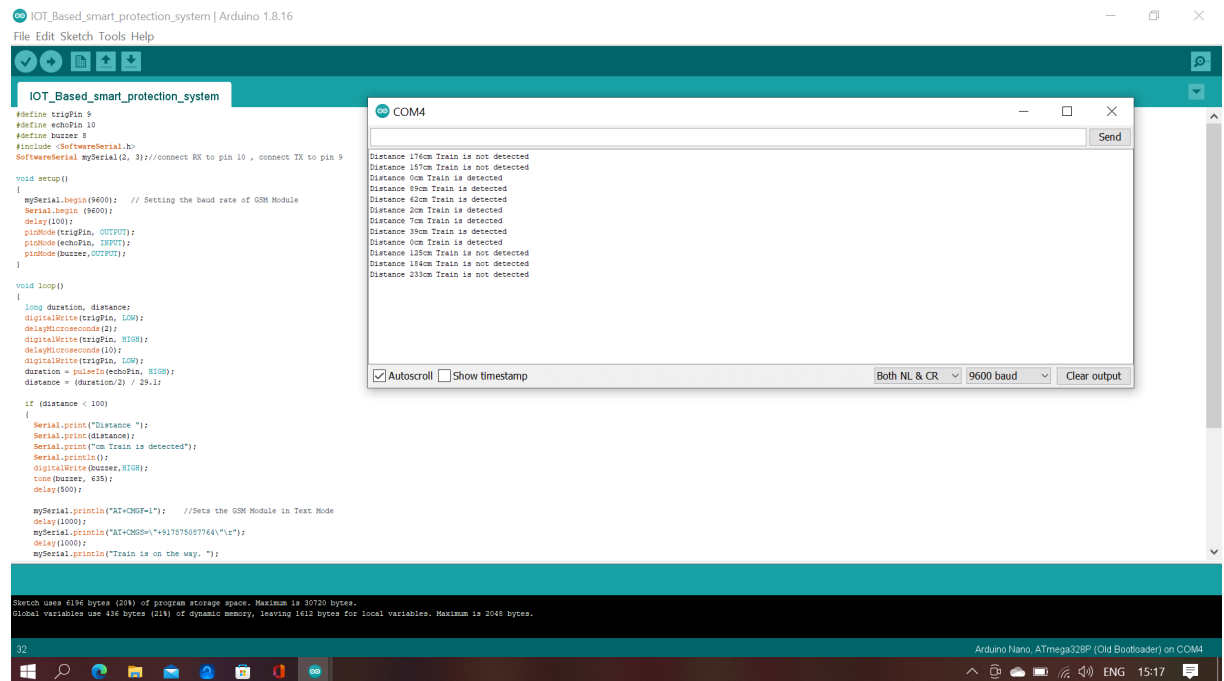 IOT_Based_smart_protection_system | Arduino 1.8.16
File Edit Sketch Tools Help
IOT_Based_smart_protection_system
#define trigPin 9
#define echoPin 10
#define buzzer 8
#include <SoftwareSerial.h>
SoftwareSerial mySerial(2, 3);//connect RX to pin 10 , connect TX to pin 9
void setup()
{
mySerial.begin(9600); // Setting the baud rate of GSM Module
Serial.begin (9600);
delay(100);
pinMode(trigPin, OUTPUT);
pinMode(echoPin, INPUT);
pinMode(buzzer,OUTPUT);
}
void loop()
{
long duration, distance;
digitalWrite(trigPin, LOW);
delayMicroseconds(2);
digitalWrite(trigPin, HIGH);
delayMicroseconds(10);
digitalWrite(trigPin, LOW);
duration = pulseIn(echoPin, HIGH);
distance = (duration/2) / 29.1;
if (distance < 100)
{
Serial.print("Distance ");
Serial.print(distance);
Serial.print("cm Train is detected");
Serial.println();
digitalWrite(buzzer,HIGH);
tone(buzzer, 635);
delay(500);
mySerial.println("AT+CMGF=1"); //Sets the GSM Module in Text Mode
delay(1000);
mySerial.println("AT+CMGS=\"+917875087764\"\r");
delay(1000);
mySerial.println("Train is on the way. ");
COM4
Send
Distance 176cm Train is not detected
Distance 157cm Train is not detected
Distance 0cm Train is detected
Distance 89cm Train is detected
Distance 62cm Train is detected
Distance 2cm Train is detected
Distance 7cm Train is detected
Distance 39cm Train is detected
Distance 0cm Train is detected
Distance 125cm Train is not detected
Distance 184cm Train is not detected
Distance 233cm Train is not detected
Autoscroll Show timestamp Both NL & CR 9600 baud Clear output
Sketch uses 6196 bytes (20%) of program storage space. Maximum is 30720 bytes.
Global variables use 436 bytes (21%) of dynamic memory, leaving 1612 bytes for local variables. Maximum is 2048 bytes.
32 Arduino Nano, ATmega328P (Old Bootloader) on COM4
ENG 15:17